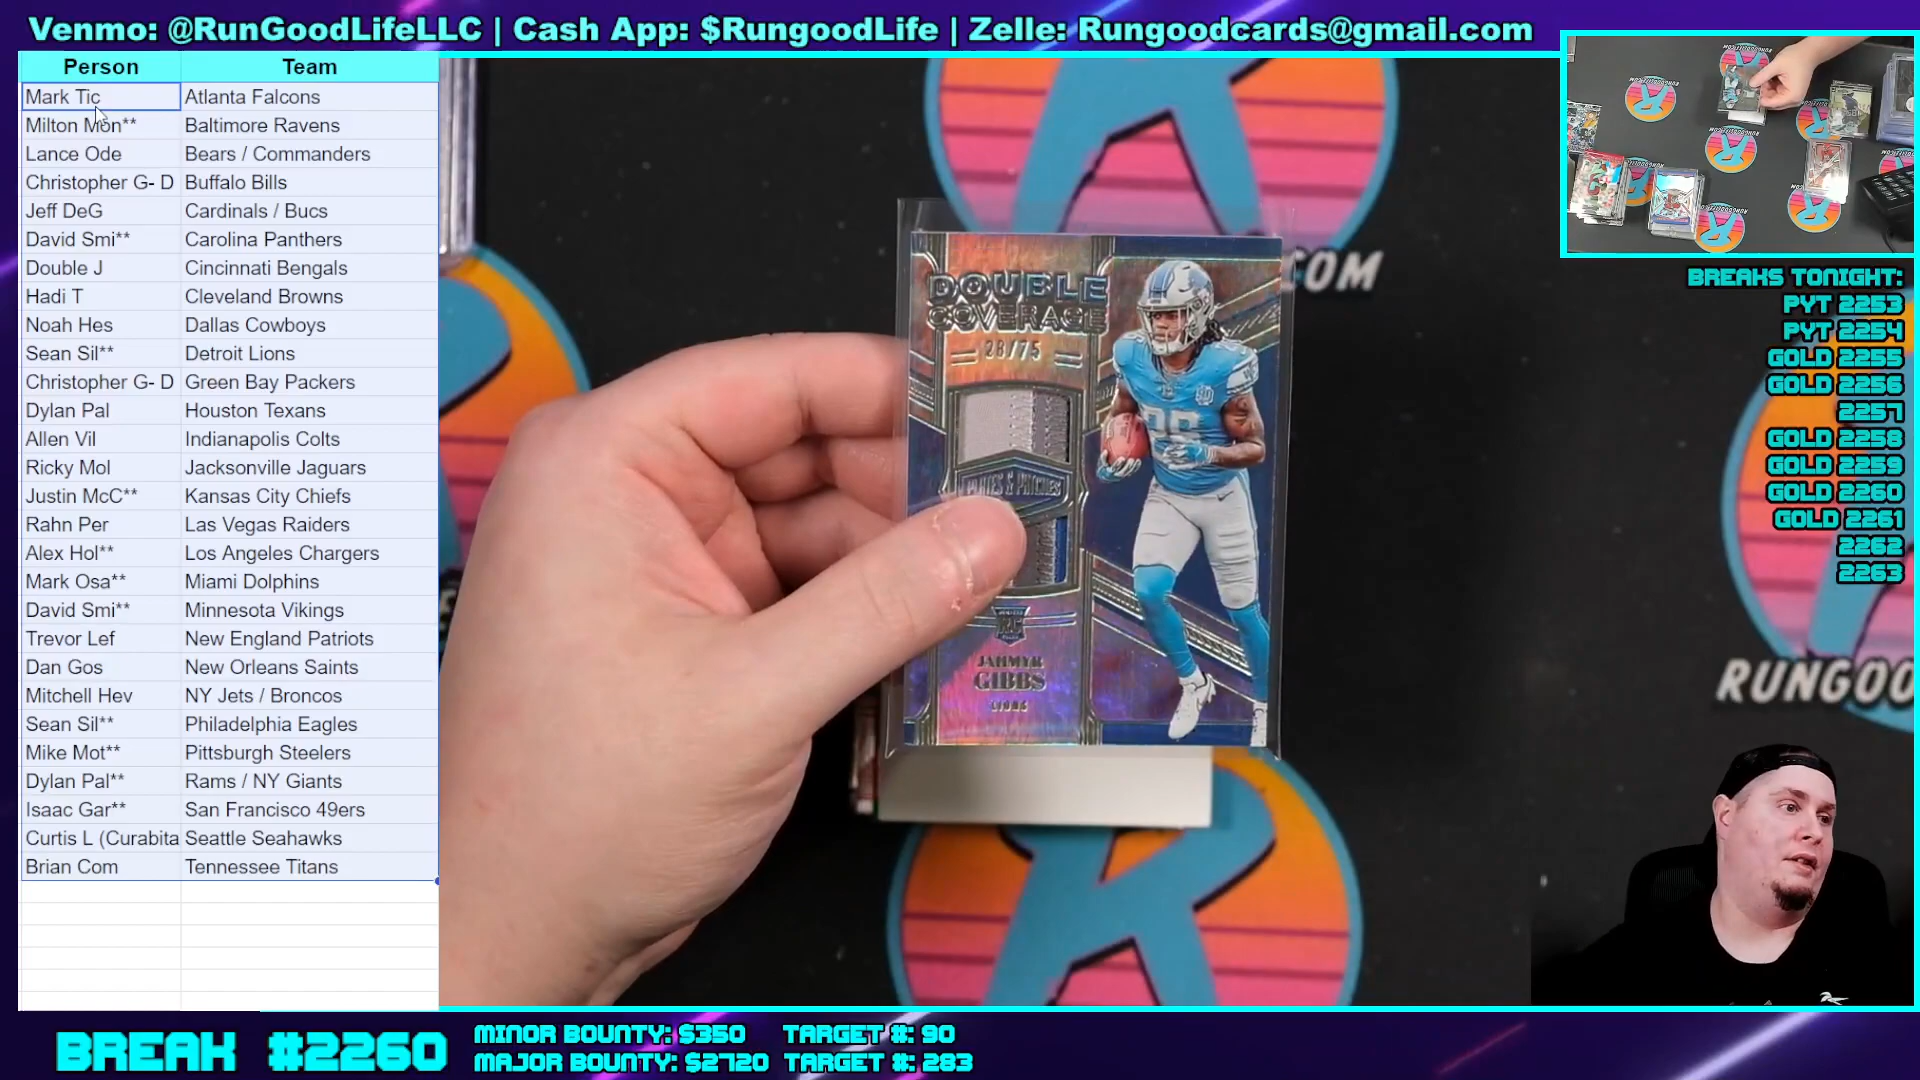 Venmo: @RunGoodLifeLLC | Cash App: $RungoodLife | Zelle: Rungoodcards@gmail.com
Person Team
Mark Tic Atlanta Falcons
Milton Mon** Baltimore Ravens
Lance Ode Bears / Commanders
Christopher G- D Buffalo Bills
Jeff DeG Cardinals / Bucs
David Smi** Carolina Panthers
Double J Cincinnati Bengals
Hadi T Cleveland Browns
Noah Hes Dallas Cowboys
Sean Sil** Detroit Lions
Christopher G- D Green Bay Packers
Dylan Pal Houston Texans
Allen Vil Indianapolis Colts
Ricky Mol Jacksonville Jaguars
Justin McC** Kansas City Chiefs
Rahn Per Las Vegas Raiders
Alex Hol** Los Angeles Chargers
Mark Osa** Miami Dolphins
David Smi** Minnesota Vikings
Trevor Lef New England Patriots
Dan Gos New Orleans Saints
Mitchell Hev NY Jets / Broncos
Sean Sil** Philadelphia Eagles
Mike Mot** Pittsburgh Steelers
Dylan Pal** Rams / NY Giants
Isaac Gar** San Francisco 49ers
Curtis L (Curabita Seattle Seahawks
Brian Com Tennessee Titans
DOUBLE
COVERAGE
28/75
PLATES & PATCHES
JAHMYR
GIBBS
LIONS
COM
RUNGOO
BREAKS TONIGHT:
PYT 2253
PYT 2254
GOLD 2255
GOLD 2256
2257
GOLD 2258
GOLD 2259
GOLD 2260
GOLD 2261
2262
2263
BREAK #2260
MINOR BOUNTY: $350 TARGET #: 90
MAJOR BOUNTY: $2720 TARGET #: 283